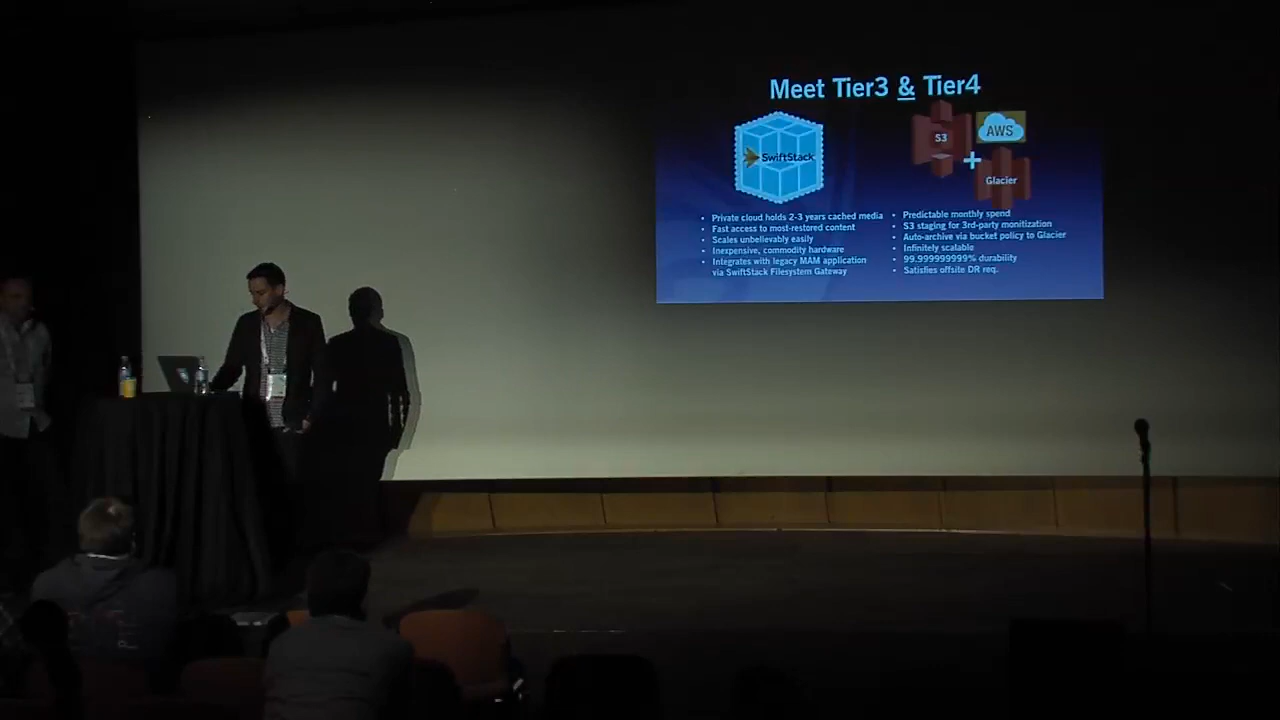 Meet Tier3 & Tier4
SwiftStack
S3
AWS
+
Glacier
• Private cloud holds 2-3 years cached media
• Fast access to most-restored content
• Scales unbelievably easily
• Inexpensive, commodity hardware
• Integrates with legacy MAM application
via SwiftStack Filesystem Gateway
• Predictable monthly spend
• S3 staging for 3rd-party monitization
• Auto-archive via bucket policy to Glacier
• Infinitely scalable
• 99.999999999% durability
• Satisfies offsite DR req.